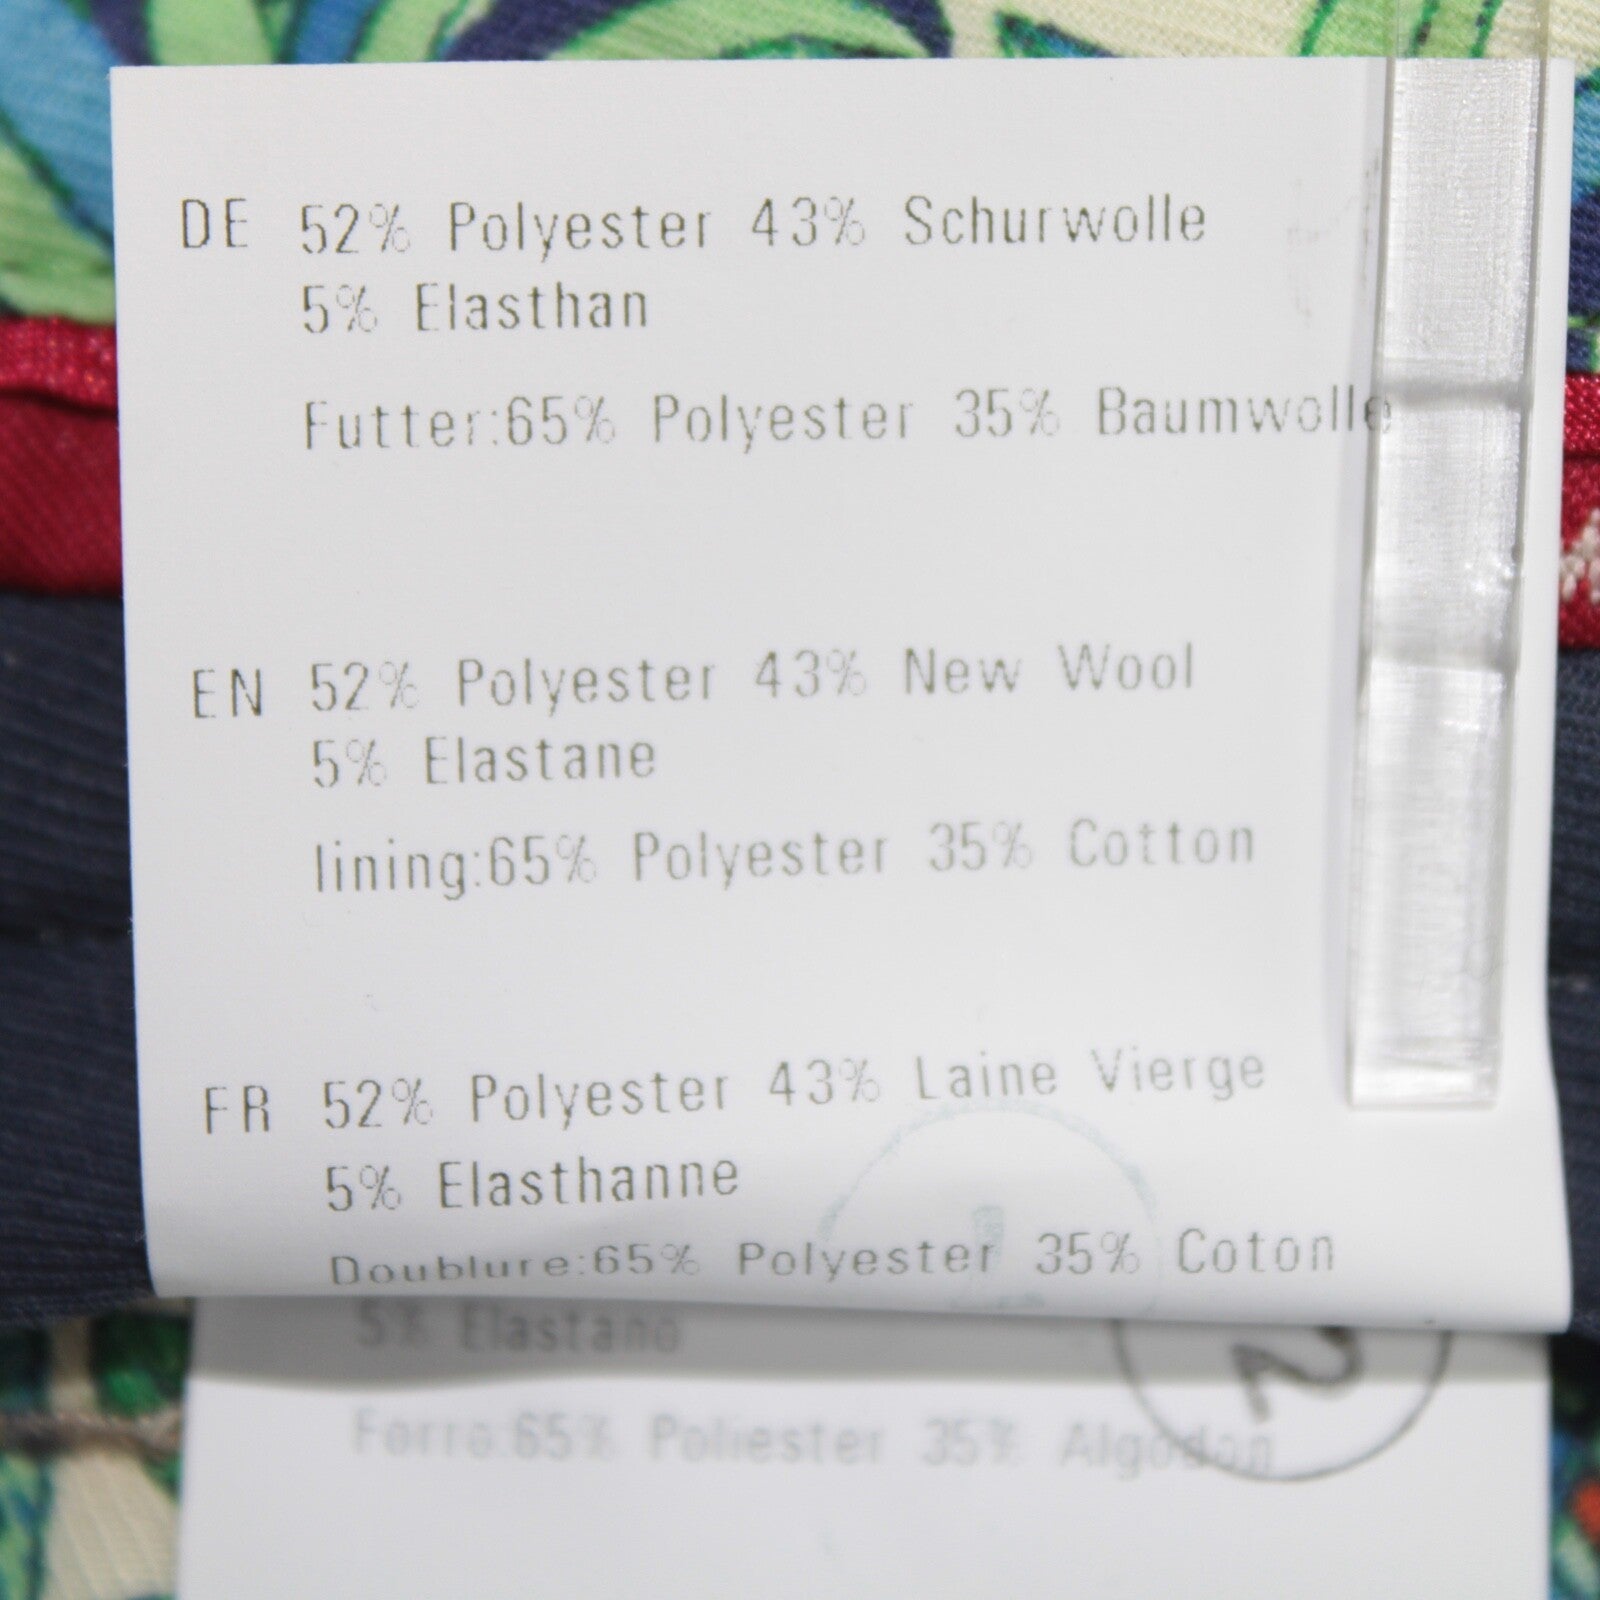 DE 52% Polyester 43% Schurwolle
5% Elasthan
Futter:65% Polyester 35% Baumwolle
EN 52% Polyester 43% New Wool
5% Elastane
lining:65% Polyester 35% Cotton
FR 52% Polyester 43% Laine Vierge
5% Elasthanne
Doublure:65% Polyester 35% Coton
5% Elastano
Forro:65% Poliester 35% Algodon
2